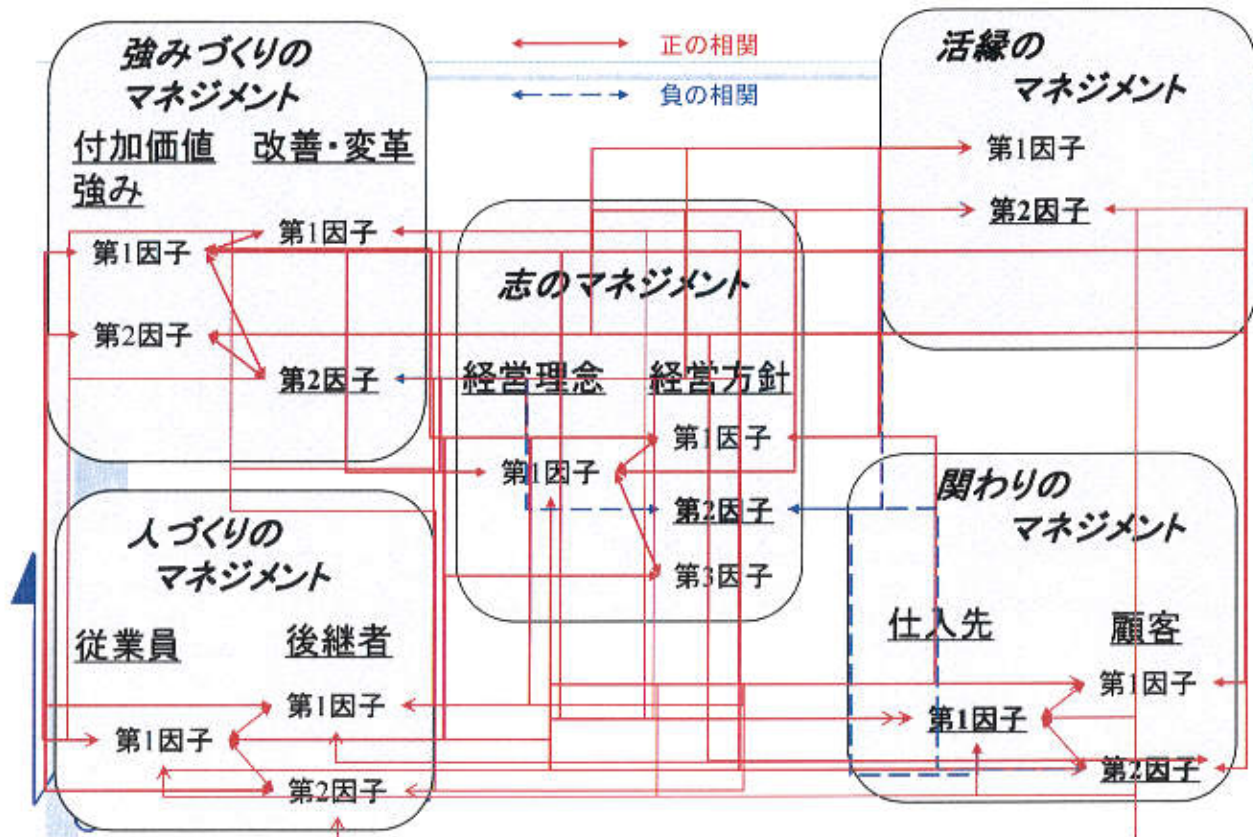 強みづくりの
マネジメント
付加価値
強み
改善・変革
第1因子
第1因子
第2因子
第2因子
正の相関
負の相関
活縁の
マネジメント
第1因子
第2因子
志のマネジメント
経営理念
経営方針
第1因子
第1因子
第2因子
第3因子
人づくりの
マネジメント
従業員
後継者
第1因子
第1因子
第2因子
関わりの
マネジメント
仕入先
顧客
第1因子
第1因子
第2因子